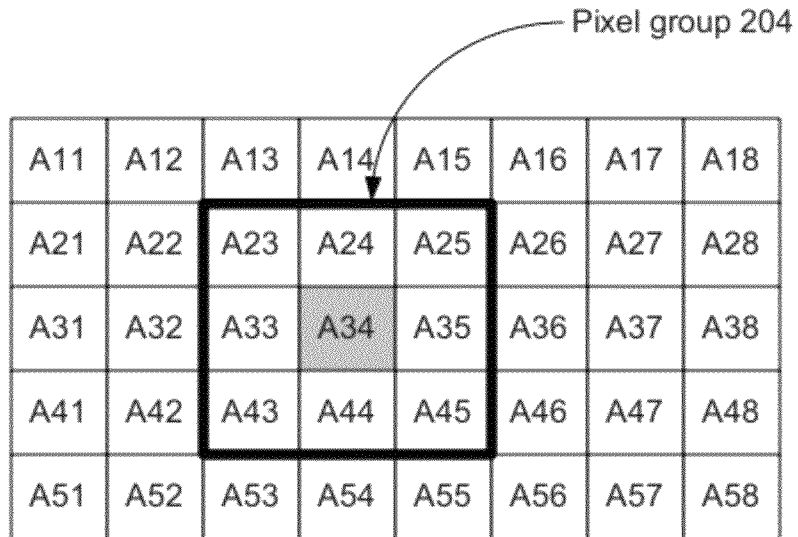 Pixel group 204
A11 A12 A13 A14 A15 A16 A17 A18
A21 A22 A23 A24 A25 A26 A27 A28
A31 A32 A33 A34 A35 A36 A37 A38
A41 A42 A43 A44 A45 A46 A47 A48
A51 A52 A53 A54 A55 A56 A57 A58